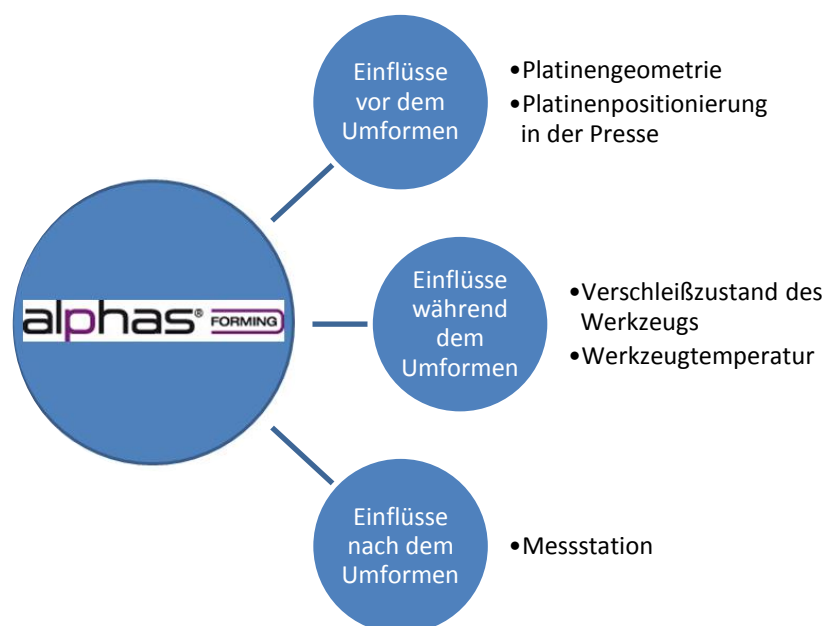 Einflüsse
vor dem
Umformen
•Platinengeometrie
•Platinenpositionierung
in der Presse
alphas® FORMING
Einflüsse
während
dem
Umformen
•Verschleißzustand des
Werkzeugs
•Werkzeugtemperatur
Einflüsse
nach dem
Umformen
•Messstation